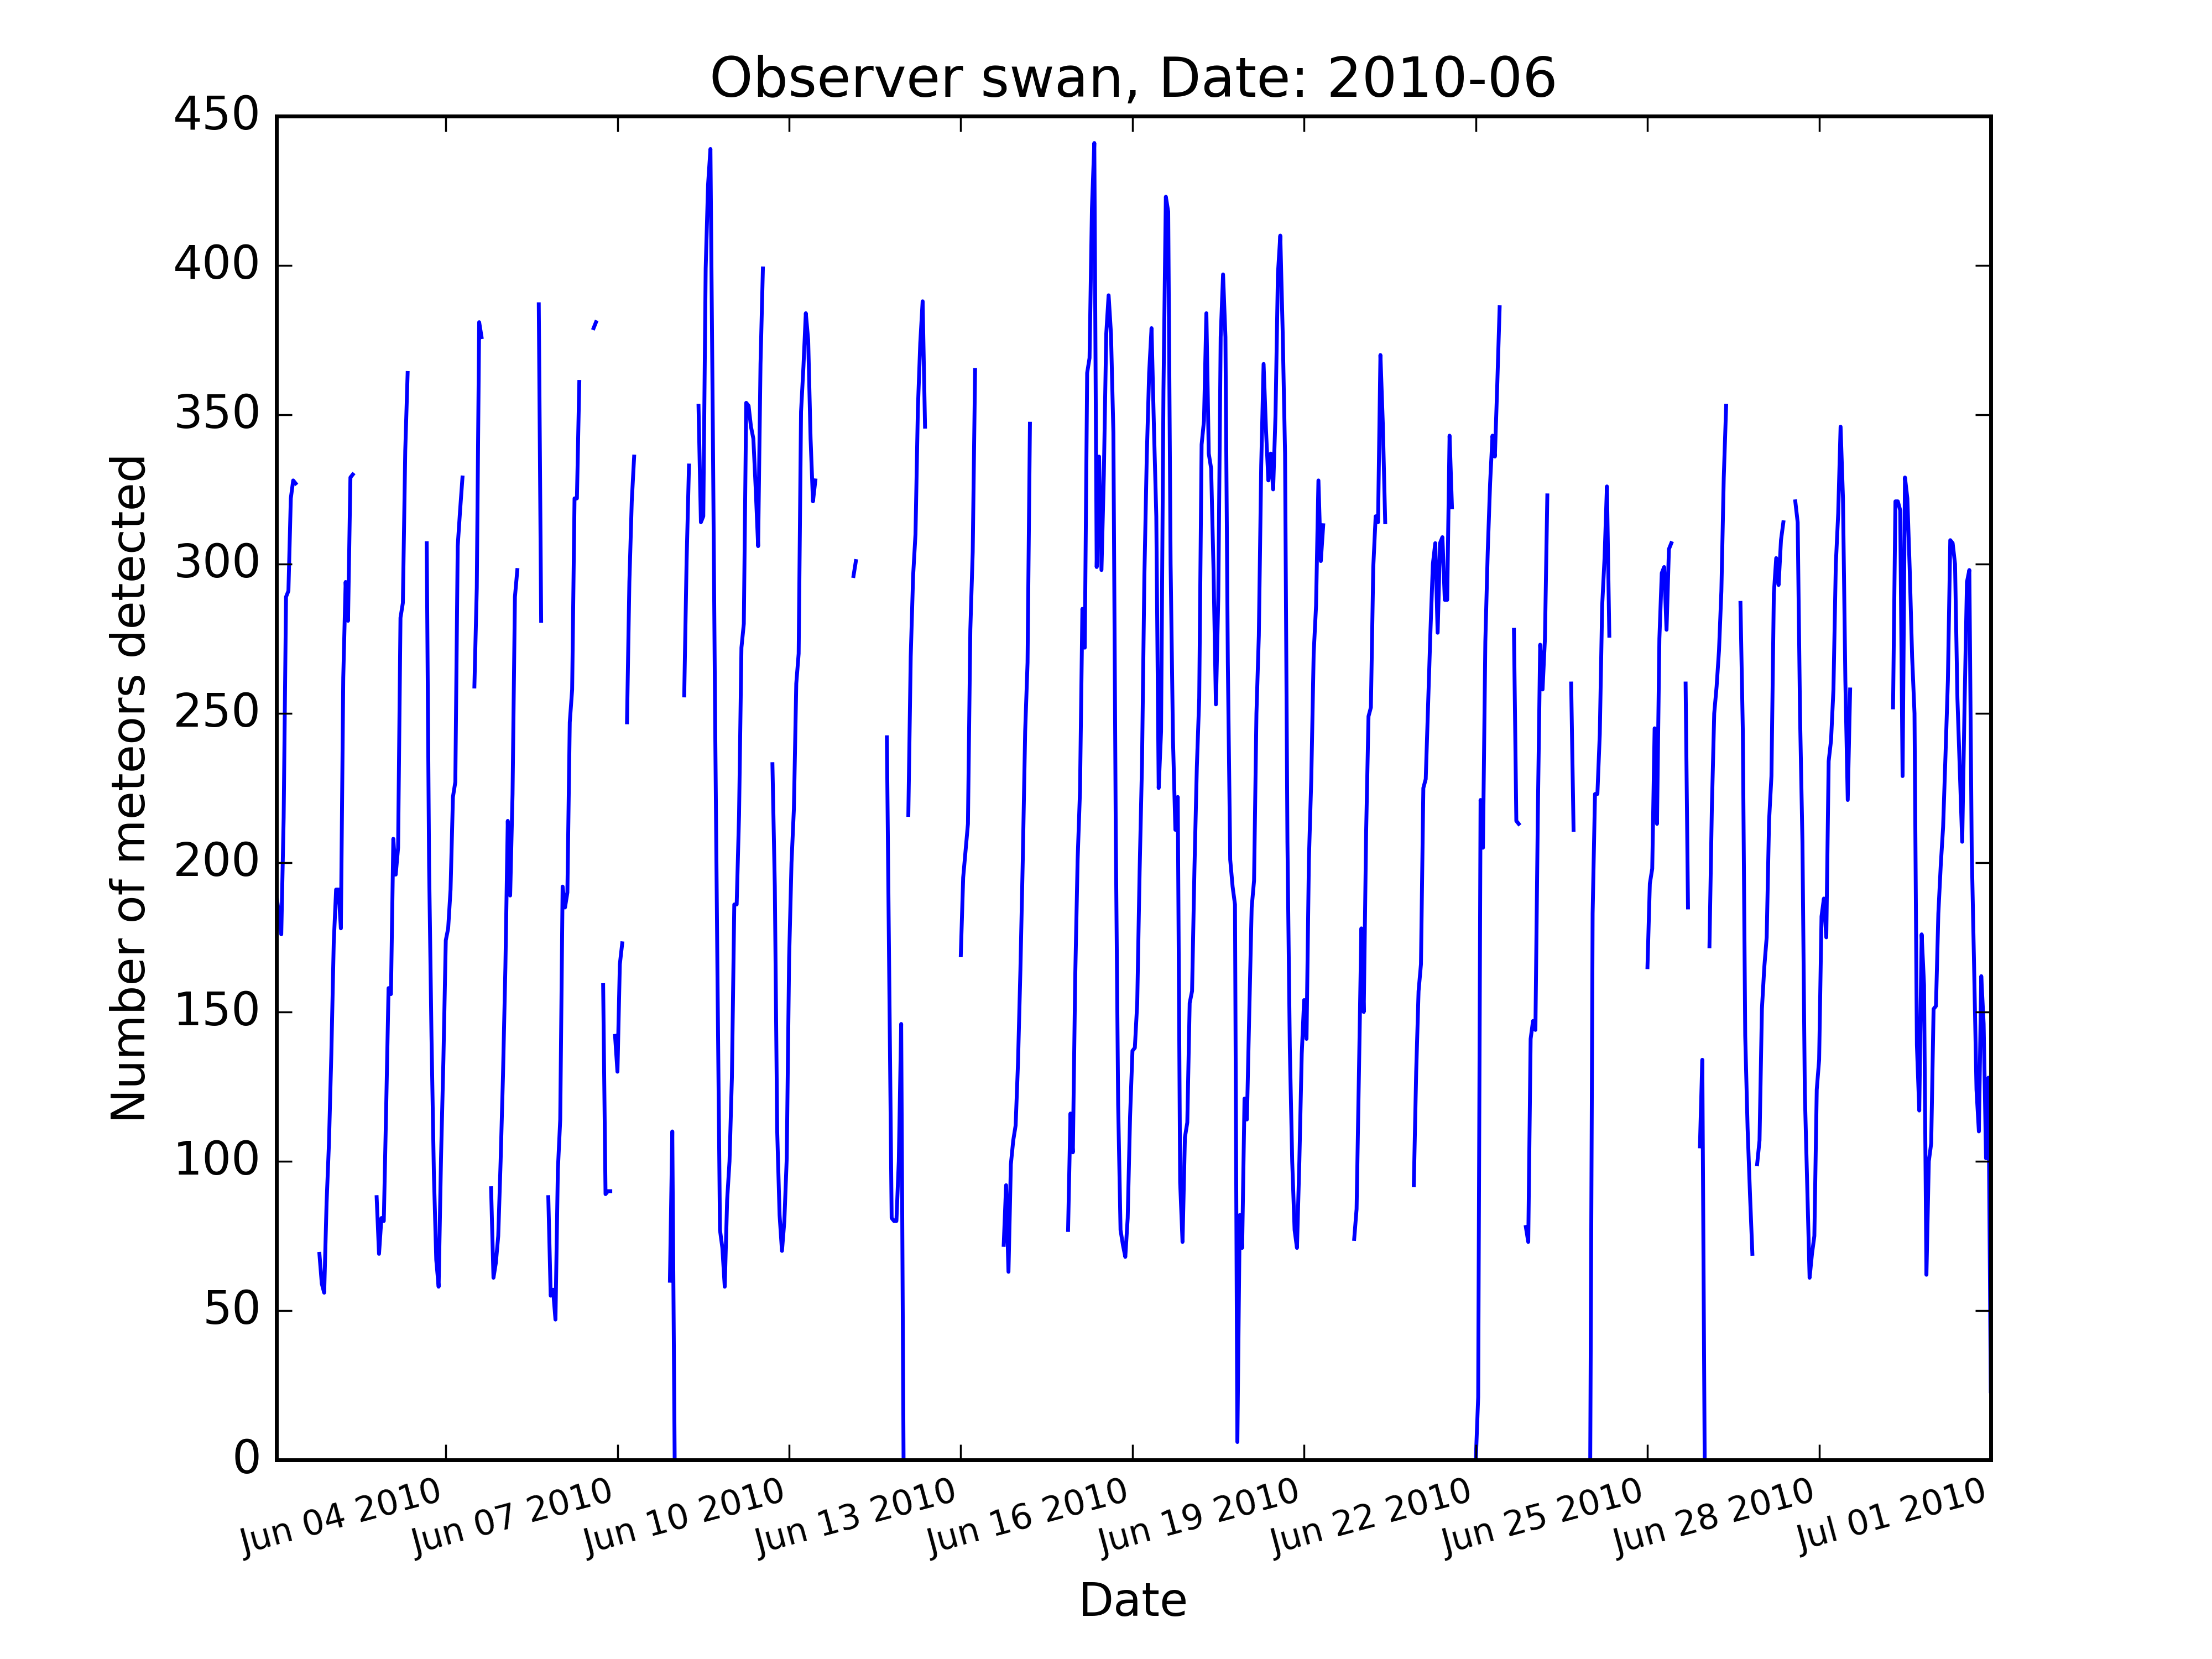 Observer swan, Date: 2010-06
Number of meteors detected
450
400
350
300
250
200
150
100
50
0
Jun 04 2010
Jun 07 2010
Jun 10 2010
Jun 13 2010
Jun 16 2010
Jun 19 2010
Jun 22 2010
Jun 25 2010
Jun 28 2010
Jul 01 2010
Date